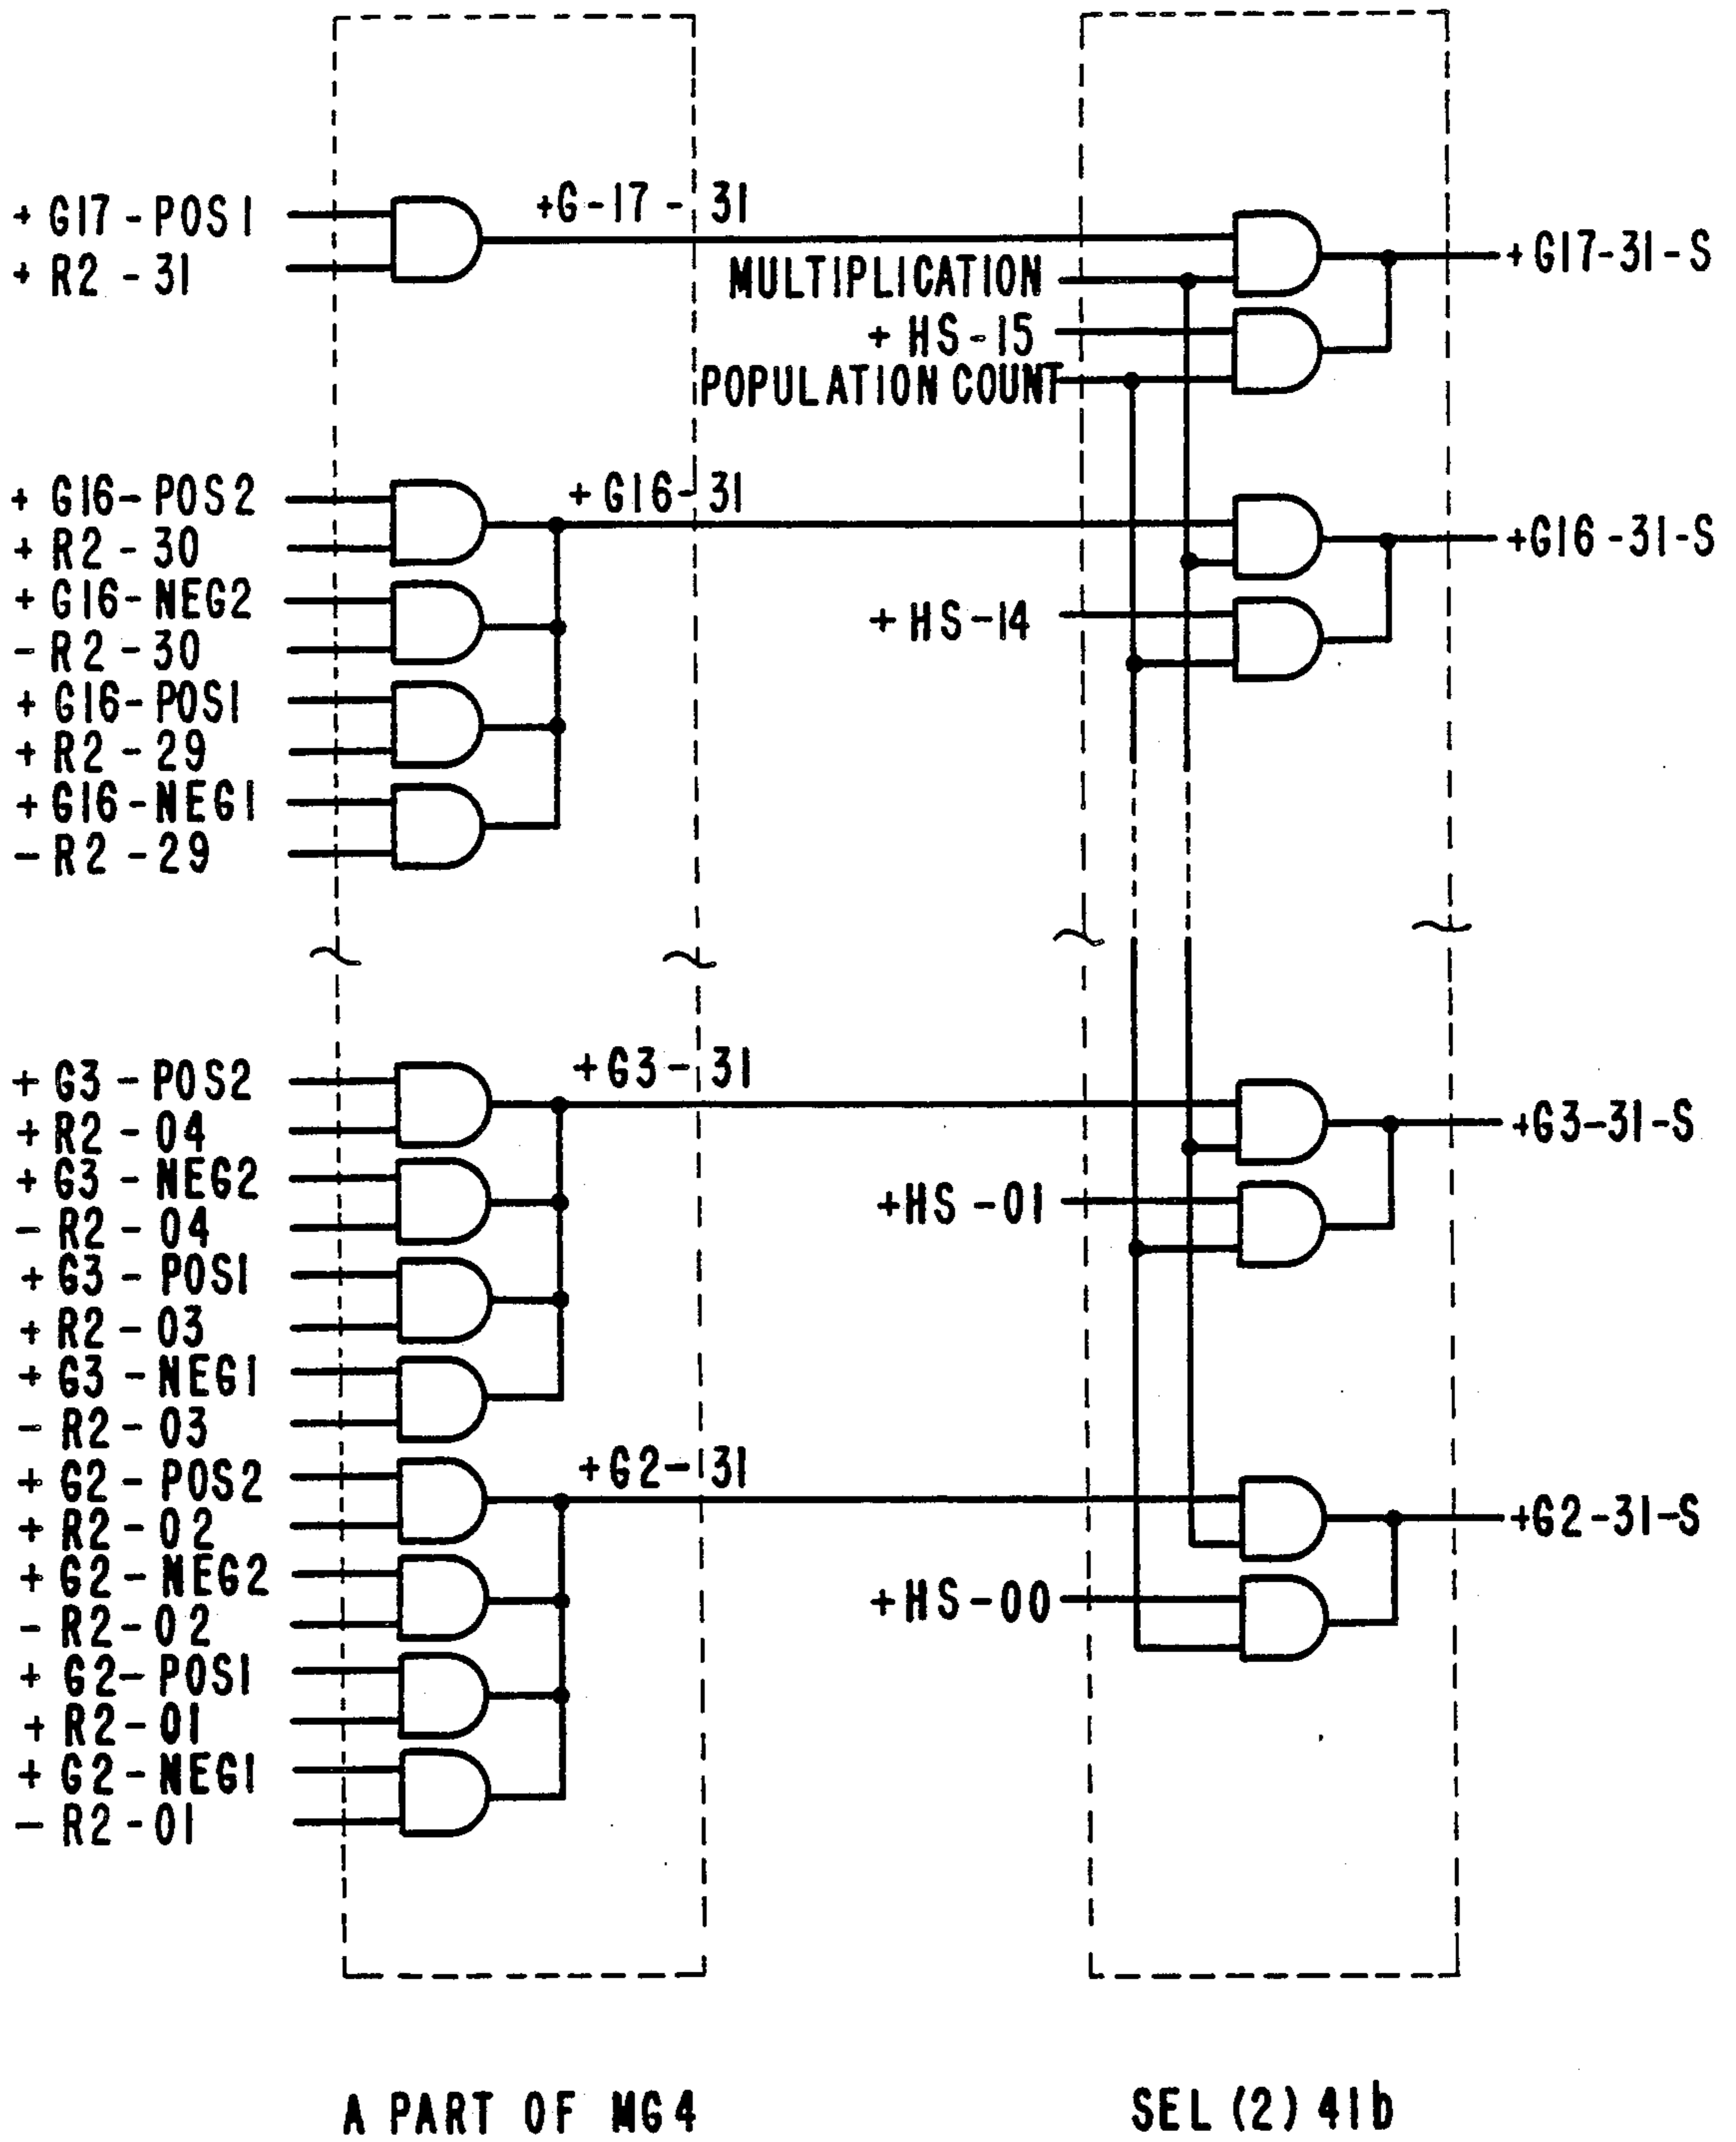 + G17 - POS1
+ R2 - 31
+G-17 - 31
MULTIPLICATION
+ HS-15
POPULATION COUNT
+G17-31-S
+ G16- POS2
+ R2 - 30
+ G16-NEG2
- R2 - 30
+ G16-POS1
+ R2 - 29
+ G16-NEG1
- R2 - 29
+G16-31
+ HS-14
+G16-31-S
+ G3 - POS2
+ R2 - 04
+ G3 - NEG2
- R2 - 04
+ G3 - POS1
+ R2 - 03
+ G3 - NEG1
- R2 - 03
+G3-31
+HS-01
+G3-31-S
+ G2 - POS2
+ R2 - 02
+ G2 - NEG2
- R2 - 02
+ G2-POS1
+ R2 - 01
+ G2-NEG1
- R2 - 01
+G2-31
+HS-00
+G2-31-S
A PART OF MG4
SEL (2) 41b